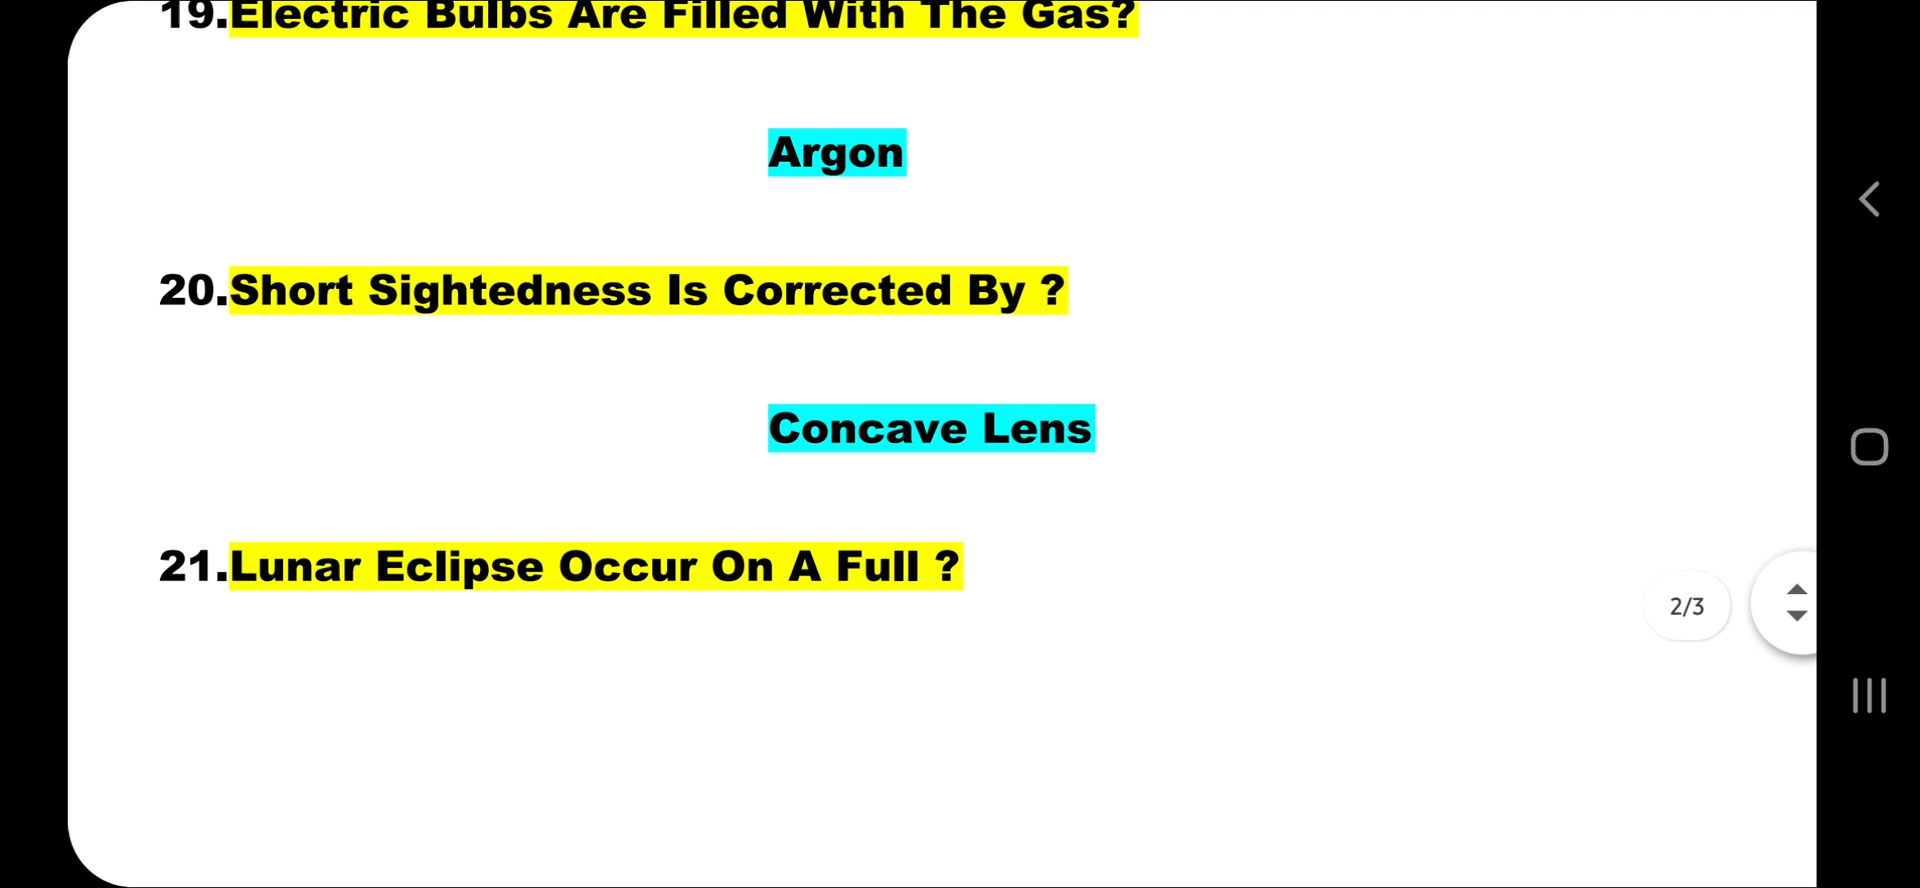 19.Electric Bulbs Are Filled With The Gas?
Argon
20.Short Sightedness Is Corrected By ?
Concave Lens
21.Lunar Eclipse Occur On A Full ?
2/3